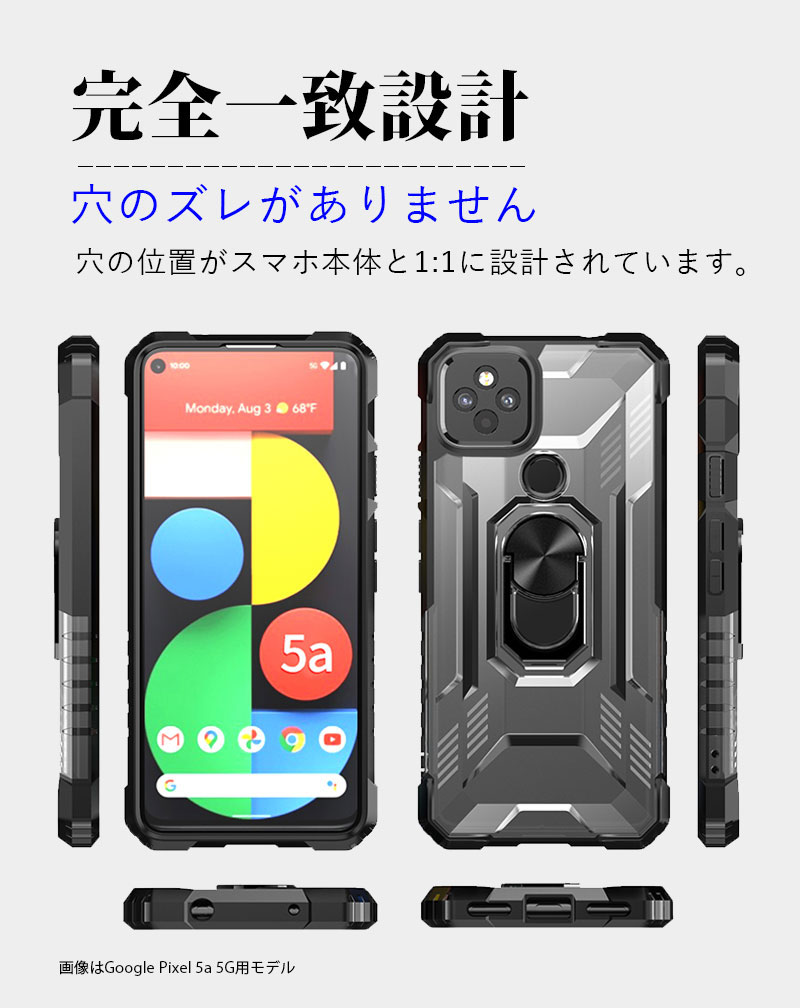 完全一致設計
穴のズレがありません
穴の位置がスマホ本体と1:1に設計されています。
10:00
5G
Monday, Aug 3 68°F
5a
画像はGoogle Pixel 5a 5G用モデル